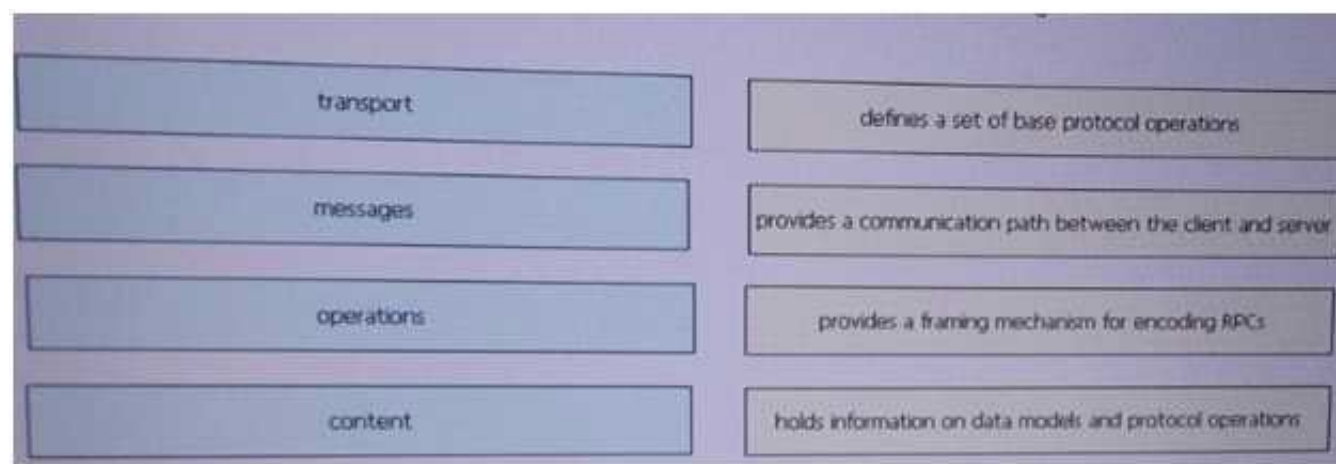 transport
defines a set of base protocol operations
messages
provides a communication path between the client and server
operations
provides a framing mechanism for encoding RPCs
content
holds information on data models and protocol operations